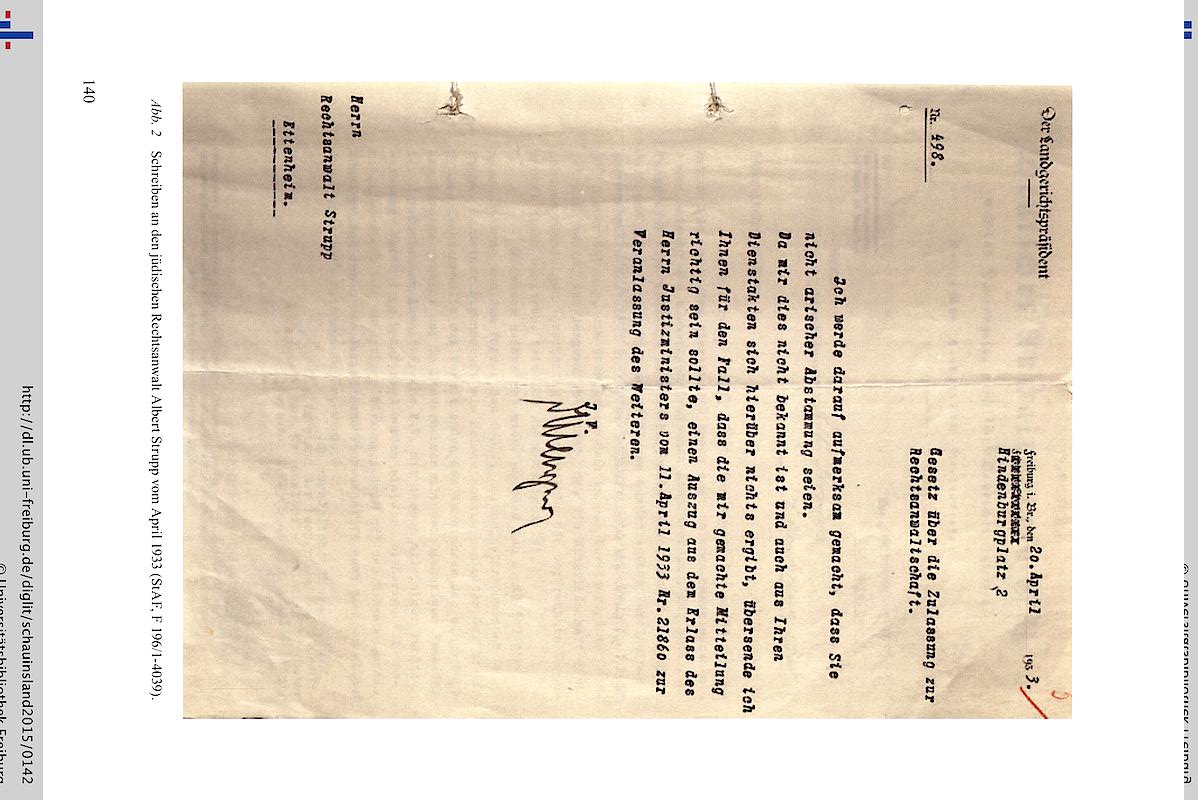 Der Landgerichtspräsident
Freiburg i. Br., den 20. April 193 3.
Hindenburgplatz 2
Nr. 498.
Gesetz über die Zulassung zur
Rechtsanwaltschaft.
Ich werde darauf aufmerksam gemacht, dass Sie
nicht arischer Abstammung seien.
Da mir dies nicht bekannt ist und auch aus Ihren
Dienstakten sich hierüber nichts ergibt, übersende ich
Ihnen für den Fall, dass die mir gemachte Mitteilung
richtig sein sollte, einen Auszug aus dem Erlass des
Herrn Justizministers vom 11.April 1933 Nr.21860 zur
Veranlassung des Weiteren.
Herrn
Rechtsanwalt Strupp
Ettenheim.
Abb. 2 Schreiben an den jüdischen Rechtsanwalt Albert Strupp vom April 1933 (StAF, F 196/1-4039).
140
http://dl.ub.uni-freiburg.de/diglit/schauinsland2015/0142
© Universitätsbibliothek Freiburg